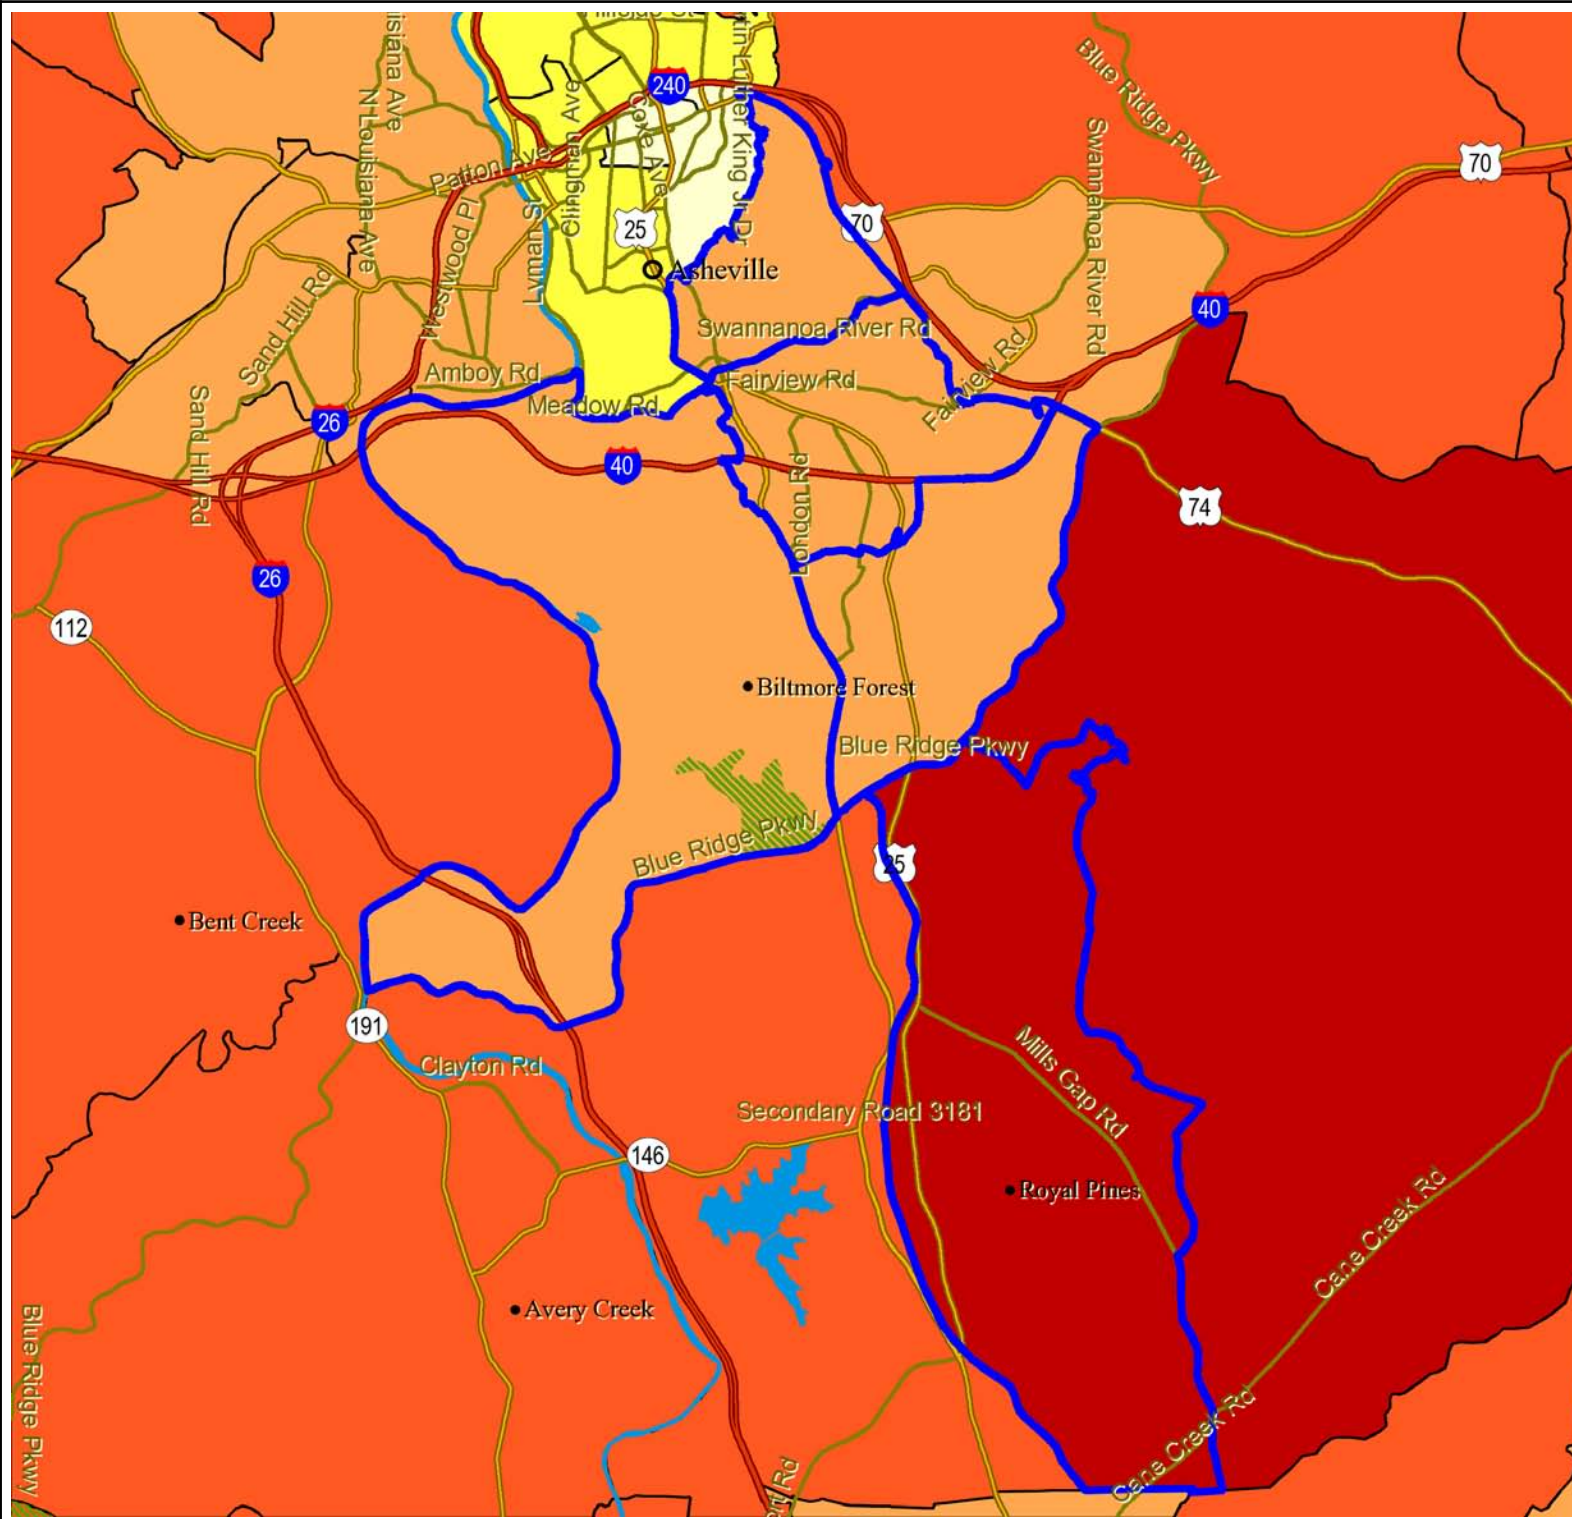 Hillside St
240
Blue Ridge Pkwy
N Louisiana Ave
Patton Ave
Clingman Ave
Coxe Ave
Swannanoa River Rd
70
Westwood Pl
Lyman St
25
70
Asheville
Sand Hill Rd
40
Swannanoa River Rd
Amboy Rd
Fairview Rd
Fairview Rd
Meadow Rd
Sand Hill Rd
26
40
London Rd
74
26
112
Biltmore Forest
Blue Ridge Pkwy
Blue Ridge Pkwy
25
Bent Creek
191
Clayton Rd
Mills Gap Rd
Secondary Road 3181
146
Royal Pines
Cane Creek Rd
Avery Creek
Blue Ridge Pkwy
Cane Creek Rd